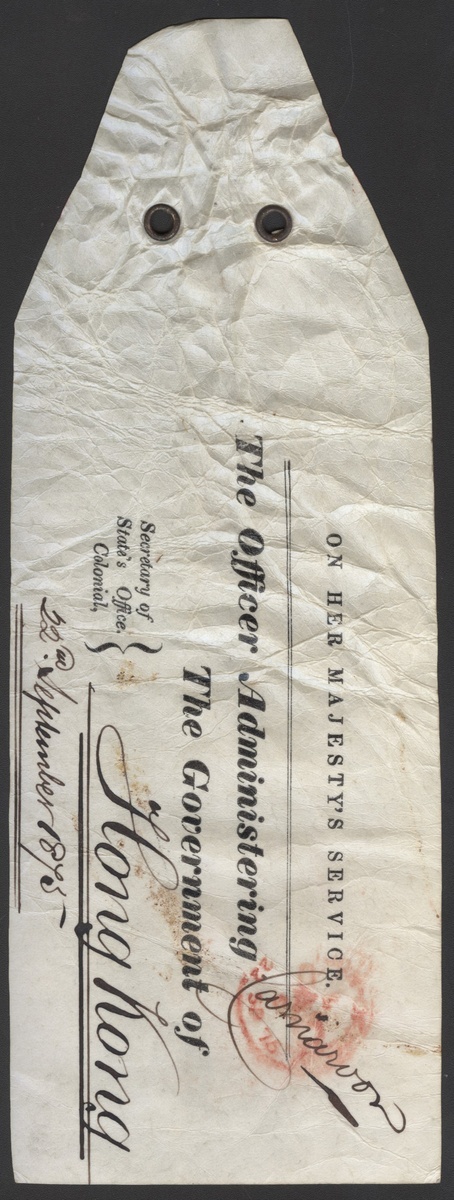 ON HER MAJESTY'S SERVICE.
The Officer Administering
The Government of
Hong Kong
Secretary of
State's Office.
Colonial,
22nd September 1875
Carnarvon